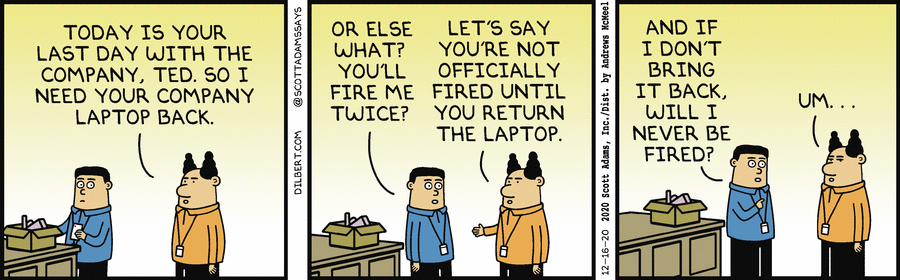 TODAY IS YOUR
LAST DAY WITH THE
COMPANY, TED. SO I
NEED YOUR COMPANY
LAPTOP BACK.
DILBERT.COM @SCOTTADAMSSAYS
OR ELSE
WHAT?
YOU'LL
FIRE ME
TWICE?
LET'S SAY
YOU'RE NOT
OFFICIALLY
FIRED UNTIL
YOU RETURN
THE LAPTOP.
12-16-20 2020 Scott Adams, Inc./Dist. by Andrews McMeel
AND IF
I DON'T
BRING
IT BACK,
WILL I
NEVER BE
FIRED?
UM...